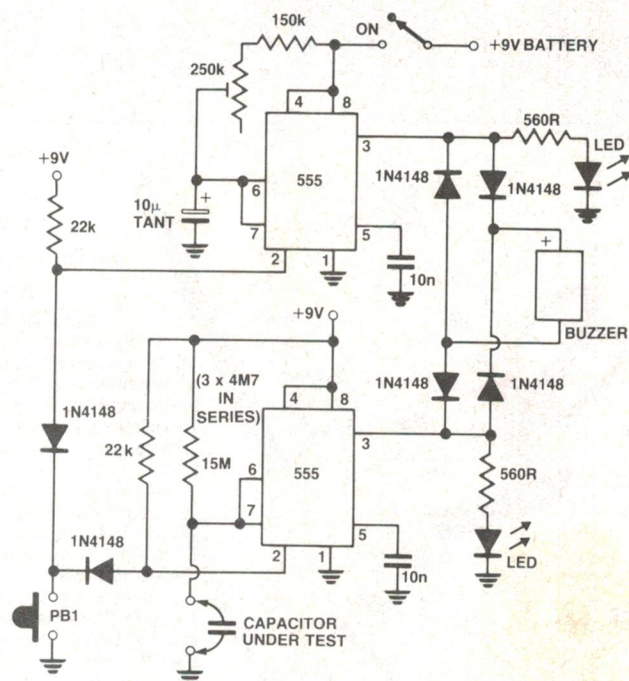 150k
ON
+9V BATTERY
250k
4
8
3
560R
LED
+9V
1N4148
1N4148
10μ
TANT
+
6
555
7
5
22k
2
1
10n
+
BUZZER
+9V
(3 x 4M7
IN
SERIES)
4
8
1N4148
1N4148
1N4148
22k
15M
6
555
3
7
560R
5
1N4148
2
1
10n
LED
PB1
CAPACITOR
UNDER TEST